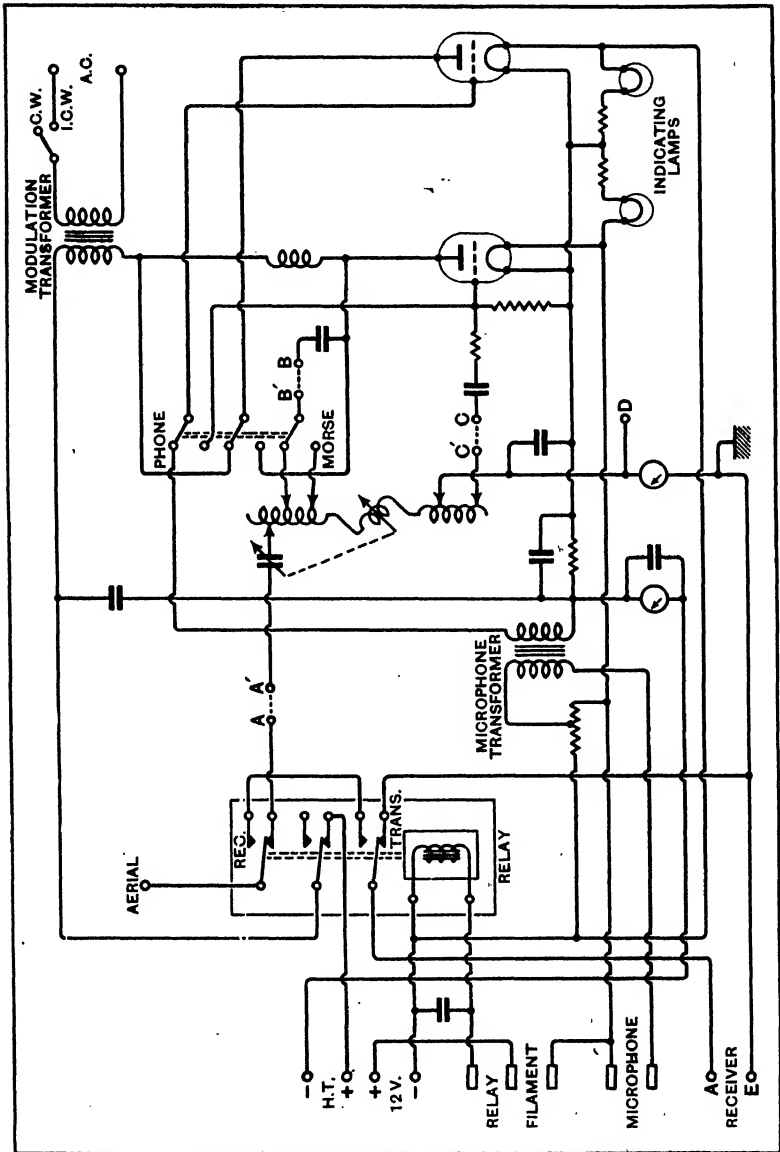 E
A
RECEIVER
MICROPHONE
FILAMENT
RELAY
−
12 V.
+
+
H.T.
−
AERIAL
RELAY
TRANS.
REC.
A
A´
MICROPHONE
TRANSFORMER
D
C´
C
MORSE
B´
B
PHONE
MODULATION
TRANSFORMER
C.W.
I.C.W.
A.C.
INDICATING
LAMPS